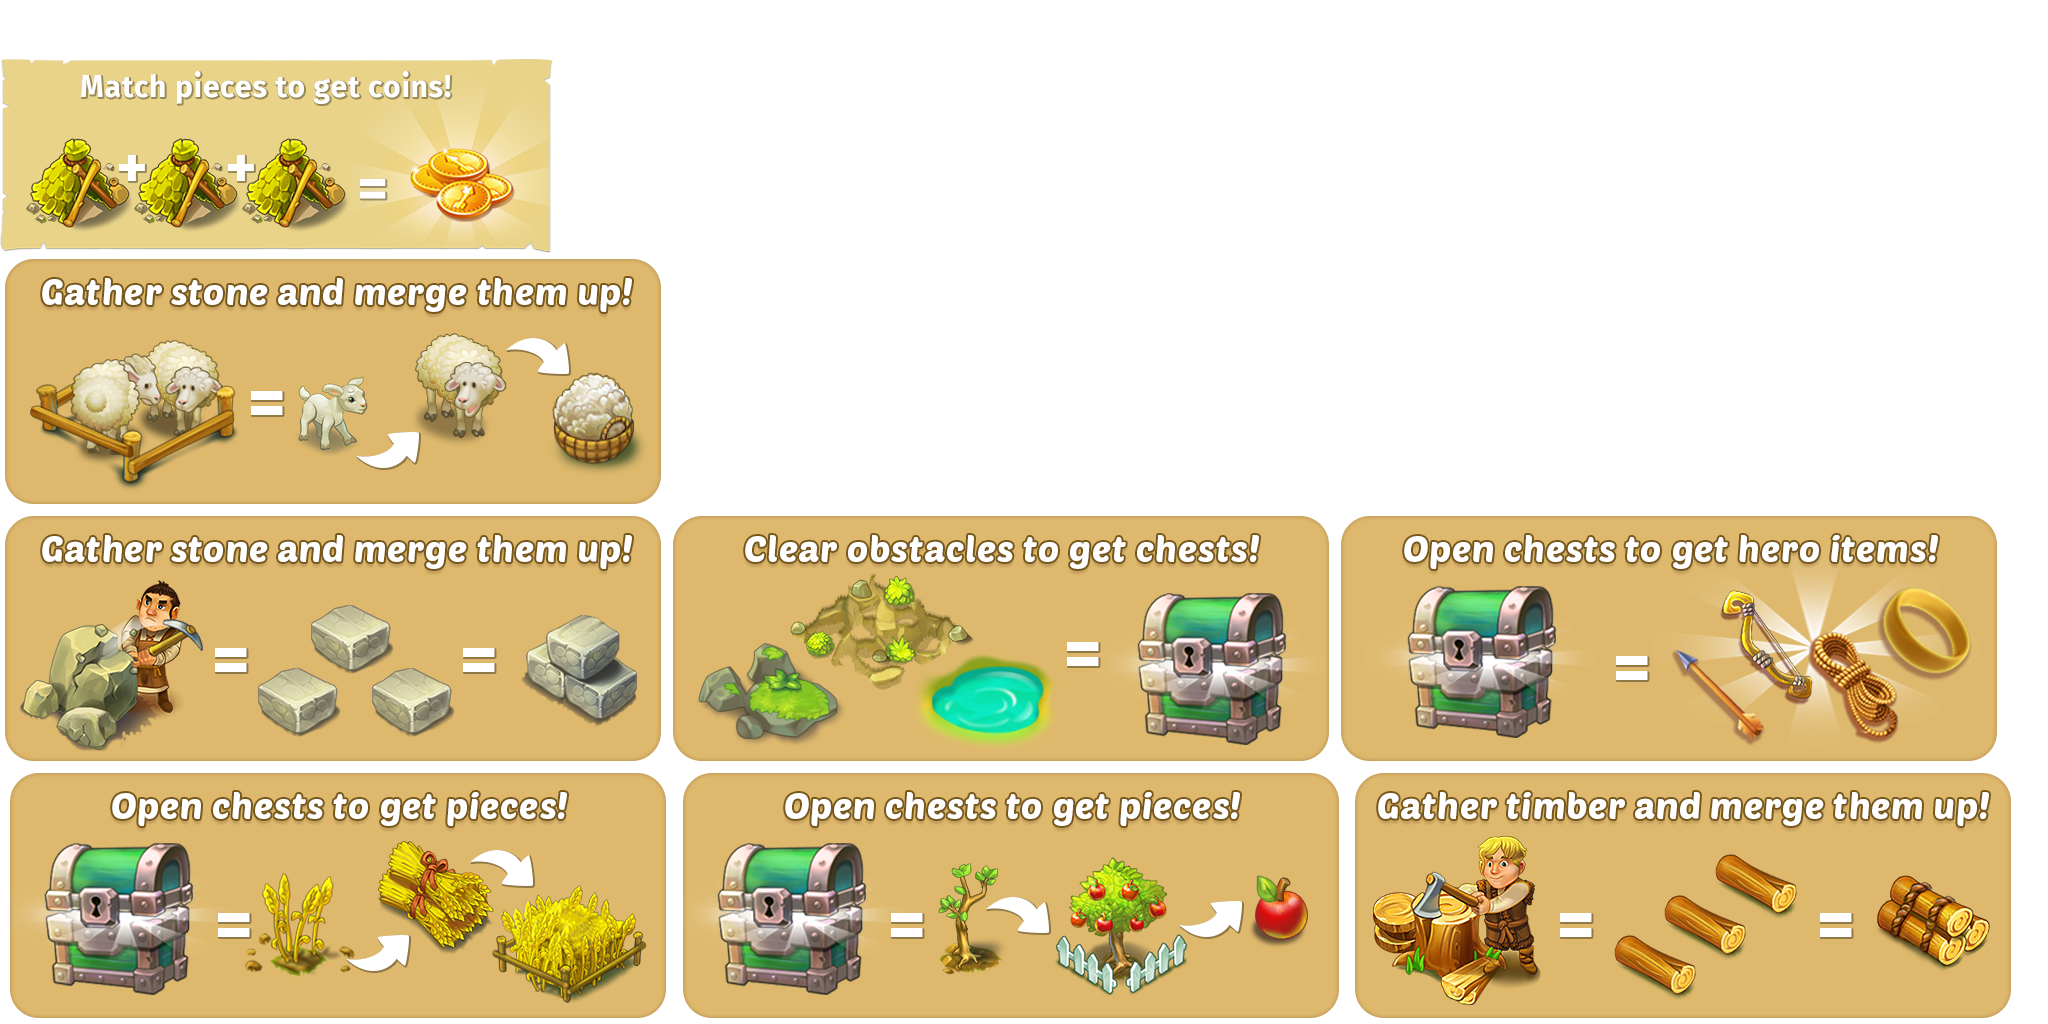 Match pieces to get coins!
Gather stone and merge them up!
Gather stone and merge them up!
Clear obstacles to get chests!
Open chests to get hero items!
Open chests to get pieces!
Open chests to get pieces!
Gather timber and merge them up!